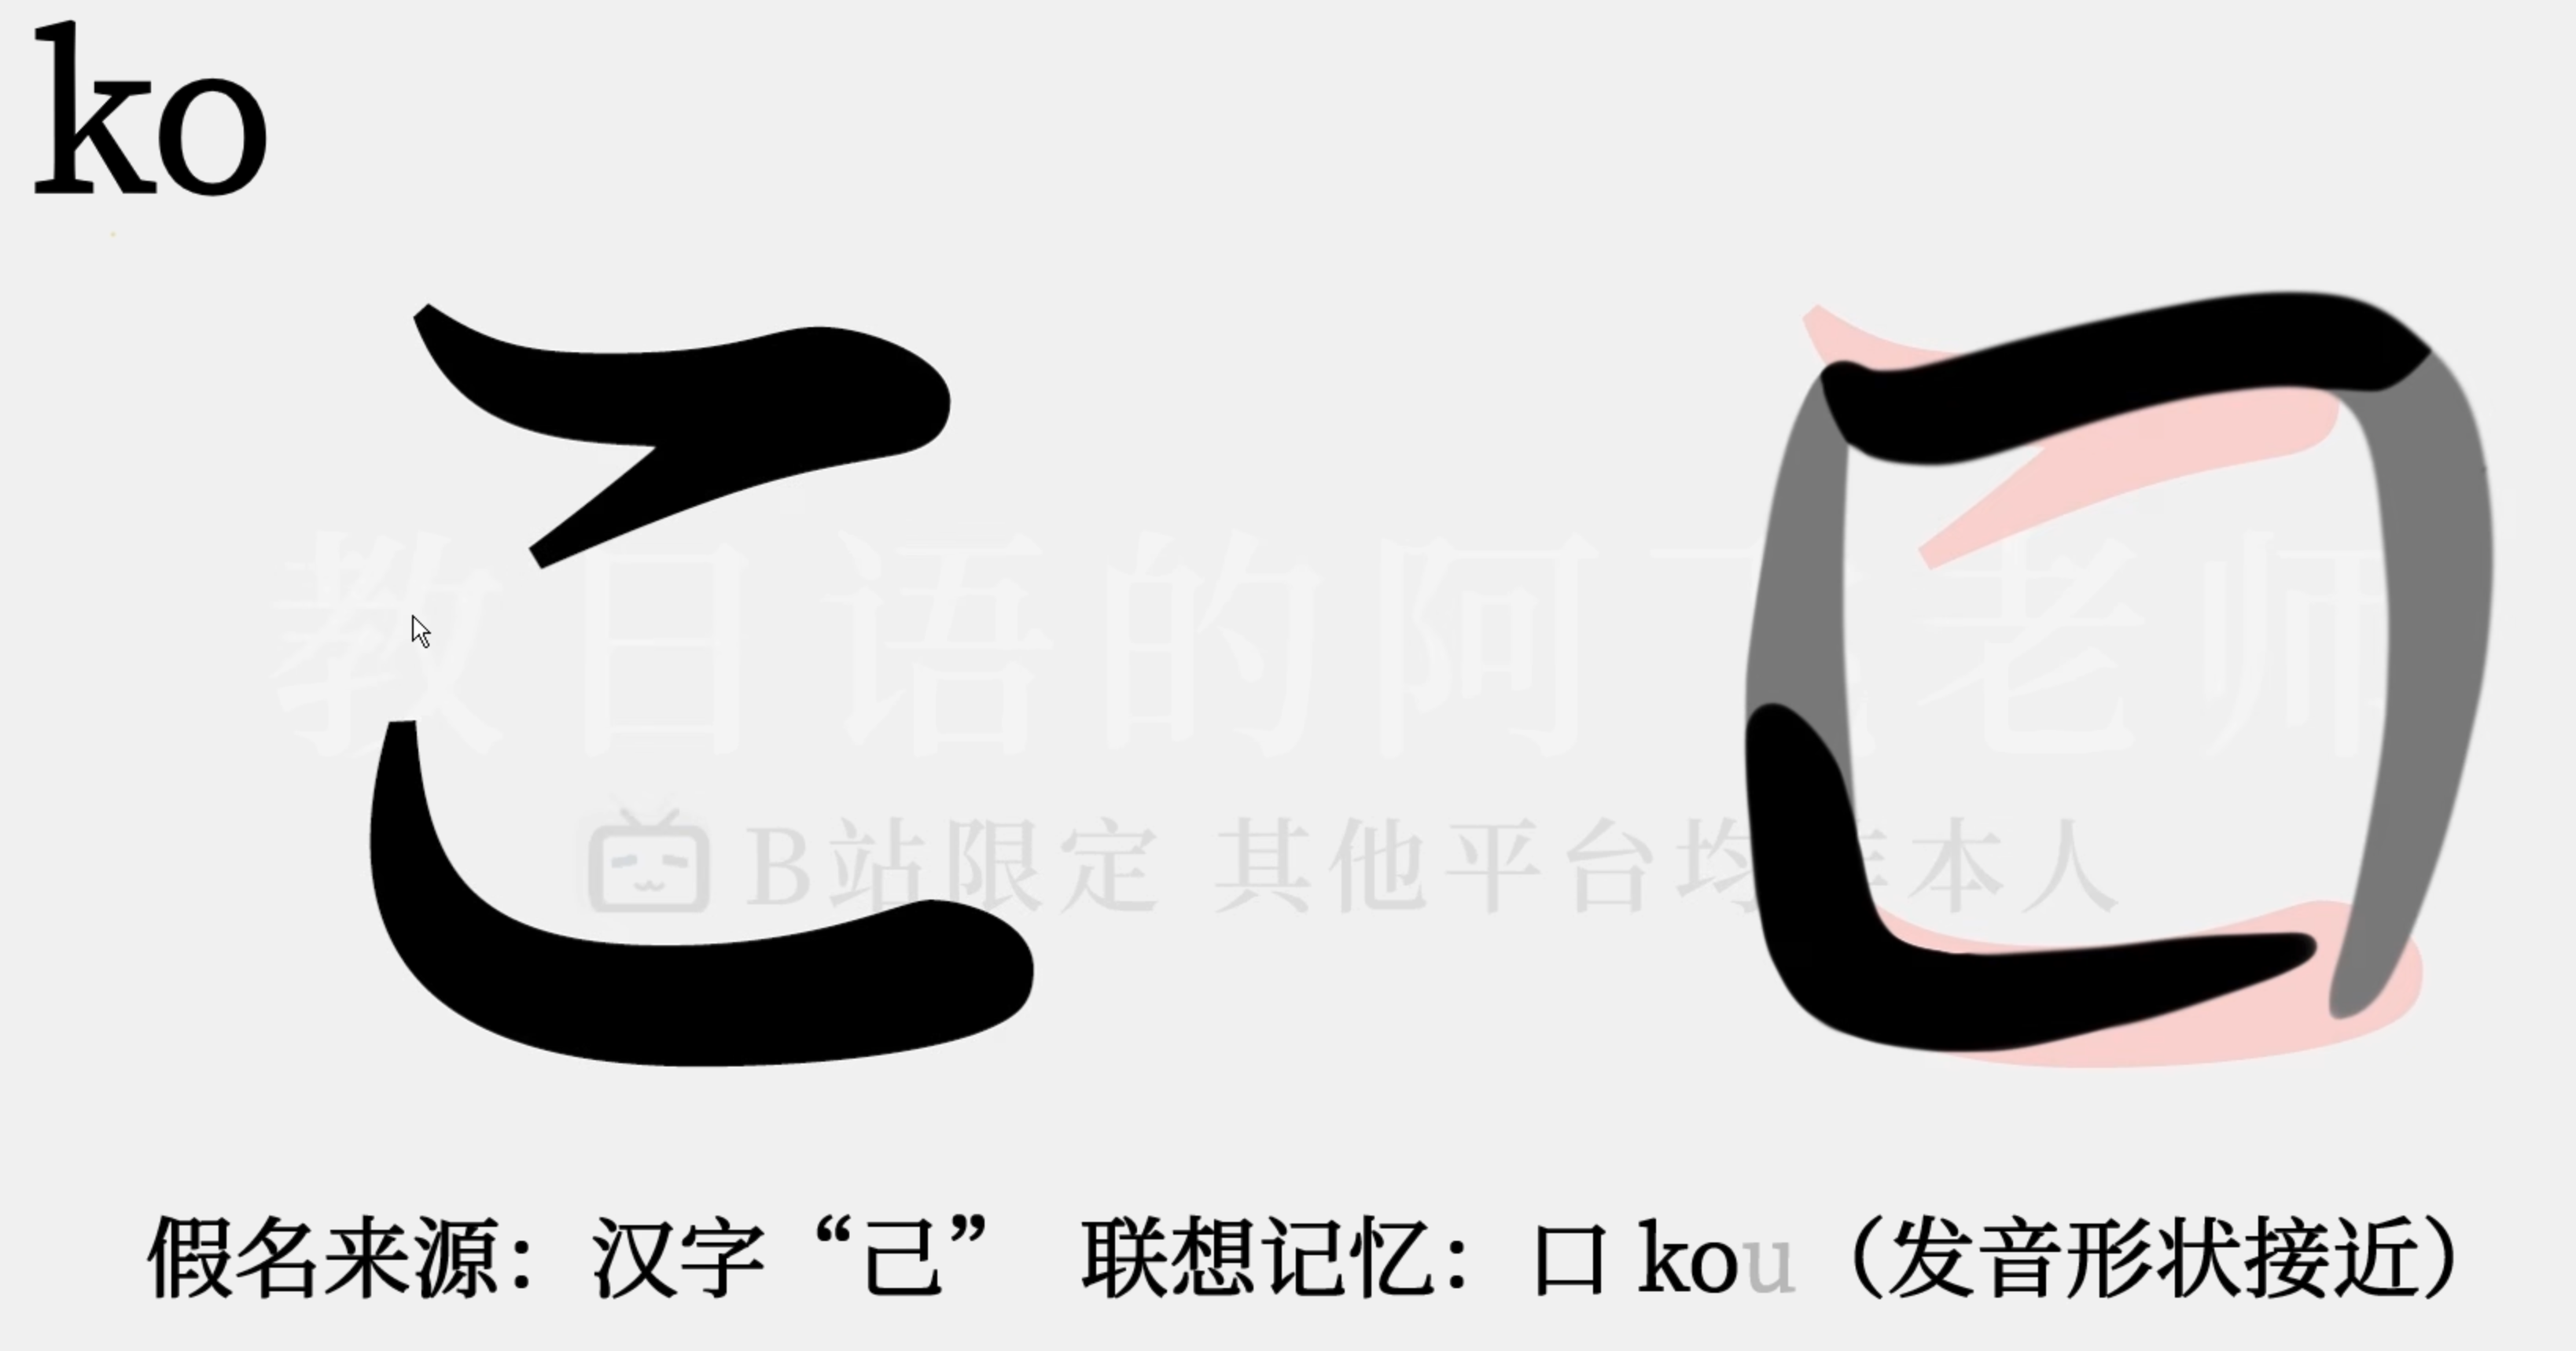 ko
こ 口
教日语的阿 老师
B站限定 其他平台均非本人
假名来源：汉字“己” 联想记忆：口 kou（发音形状接近）